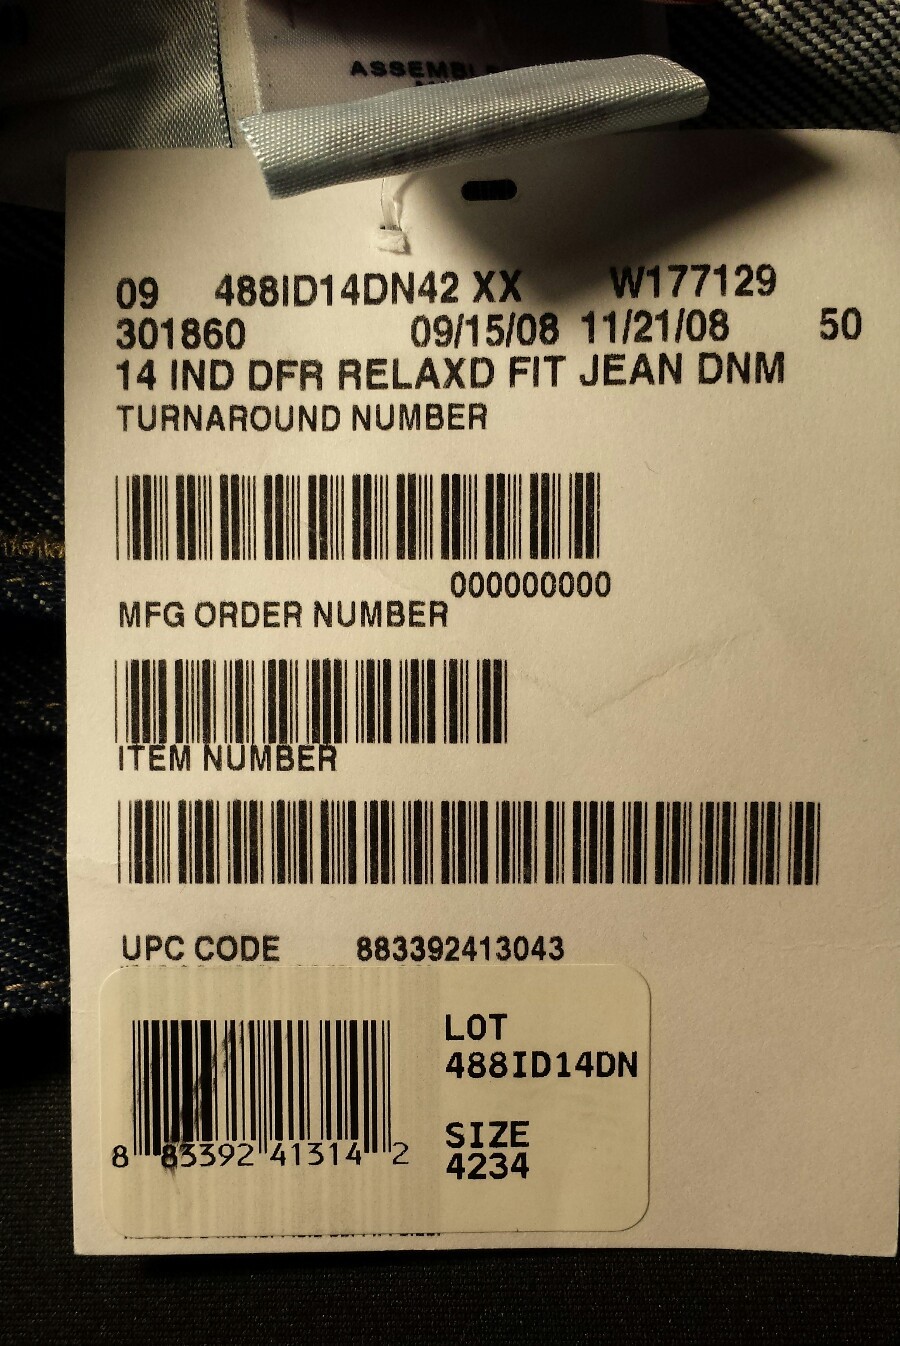 ASSEMBL
09 488ID14DN42 XX W177129
301860 09/15/08 11/21/08 50
14 IND DFR RELAXD FIT JEAN DNM
TURNAROUND NUMBER
000000000
MFG ORDER NUMBER
ITEM NUMBER
UPC CODE 883392413043
LOT
488ID14DN
SIZE
4234
8 83392 41314 2